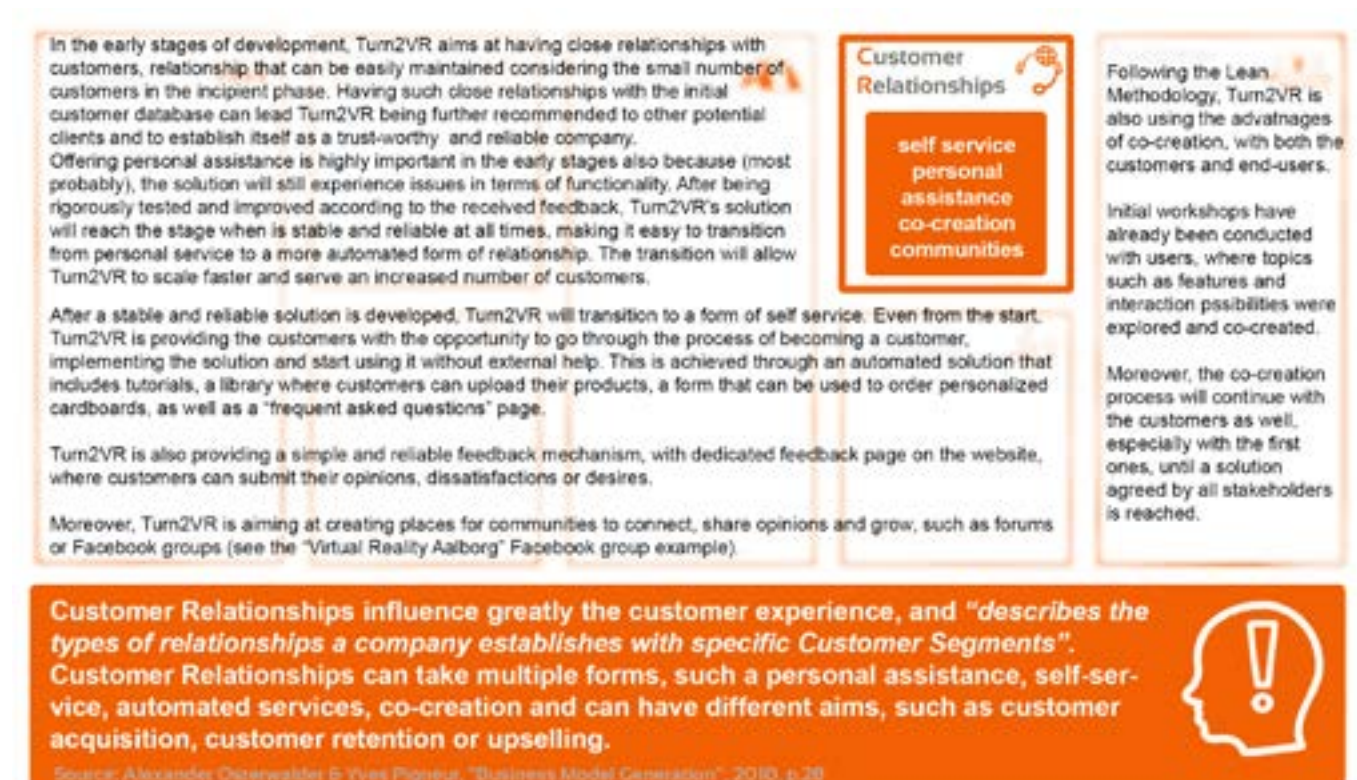 In the early stages of development, Turn2VR aims at having close relationships with
customers, relationship that can be easily maintained considering the small number of
customers in the incipient phase. Having such close relationships with the initial
customer database can lead Turn2VR being further recommended to other potential
clients and to establish itself as a trust-worthy and reliable company.
Offering personal assistance is highly important in the early stages also because (most
probably), the solution will still experience issues in terms of functionality. After being
rigorously tested and improved according to the received feedback, Turn2VR's solution
will reach the stage when is stable and reliable at all times, making it easy to transition
from personal service to a more automated form of relationship. The transition will allow
Turn2VR to scale faster and serve an increased number of customers.
After a stable and reliable solution is developed, Turn2VR will transition to a form of self service. Even from the start,
Turn2VR is providing the customers with the opportunity to go through the process of becoming a customer,
implementing the solution and start using it without external help. This is achieved through an automated solution that
includes tutorials, a library where customers can upload their products, a form that can be used to order personalized
cardboards, as well as a "frequent asked questions" page.
Turn2VR is also providing a simple and reliable feedback mechanism, with dedicated feedback page on the website,
where customers can submit their opinions, dissatisfactions or desires.
Moreover, Turn2VR is aiming at creating places for communities to connect, share opinions and grow, such as forums
or Facebook groups (see the "Virtual Reality Aalborg" Facebook group example)
Customer
Relationships
self service
personal
assistance
co-creation
communities
Following the Lean
Methodology, Turn2VR is
also using the advatnages
of co-creation, with both the
customers and end-users.
Initial workshops have
already been conducted
with users, where topics
such as features and
interaction pssibilities were
explored and co-created.
Moreover, the co-creation
process will continue with
the customers as well,
especially with the first
ones, until a solution
agreed by all stakeholders
is reached.
Customer Relationships influence greatly the customer experience, and "describes the
types of relationships a company establishes with specific Customer Segments".
Customer Relationships can take multiple forms, such a personal assistance, self-ser-
vice, automated services, co-creation and can have different aims, such as customer
acquisition, customer retention or upselling.
Source: Alexander Osterwalder & Yves Pigneur, "Business Model Generation", 2010, p.28